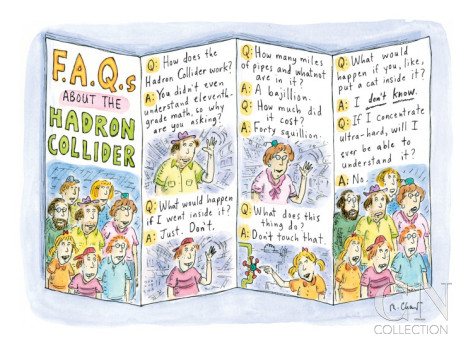 F.A.Q.s
ABOUT THE
HADRON
COLLIDER
Q: How does the
Hadron Collider work?
A: You didn't even
understand eleventh-
grade math, so why
are you asking?
Q: What would happen
if I went inside it?
A: Just. Don't.
Q: How many miles
of pipes and whatnot
are in it?
A: A bajillion.
Q: How much did
it cost?
A: Forty squillion.
Q: What does this
thing do?
A: Don't touch that.
Q: What would
happen if you, like,
put a cat inside it?
A: I don't know.
Q: If I concentrate
ultra-hard, will I
ever be able to
understand it?
A: No.
R. Chast
CN
COLLECTION